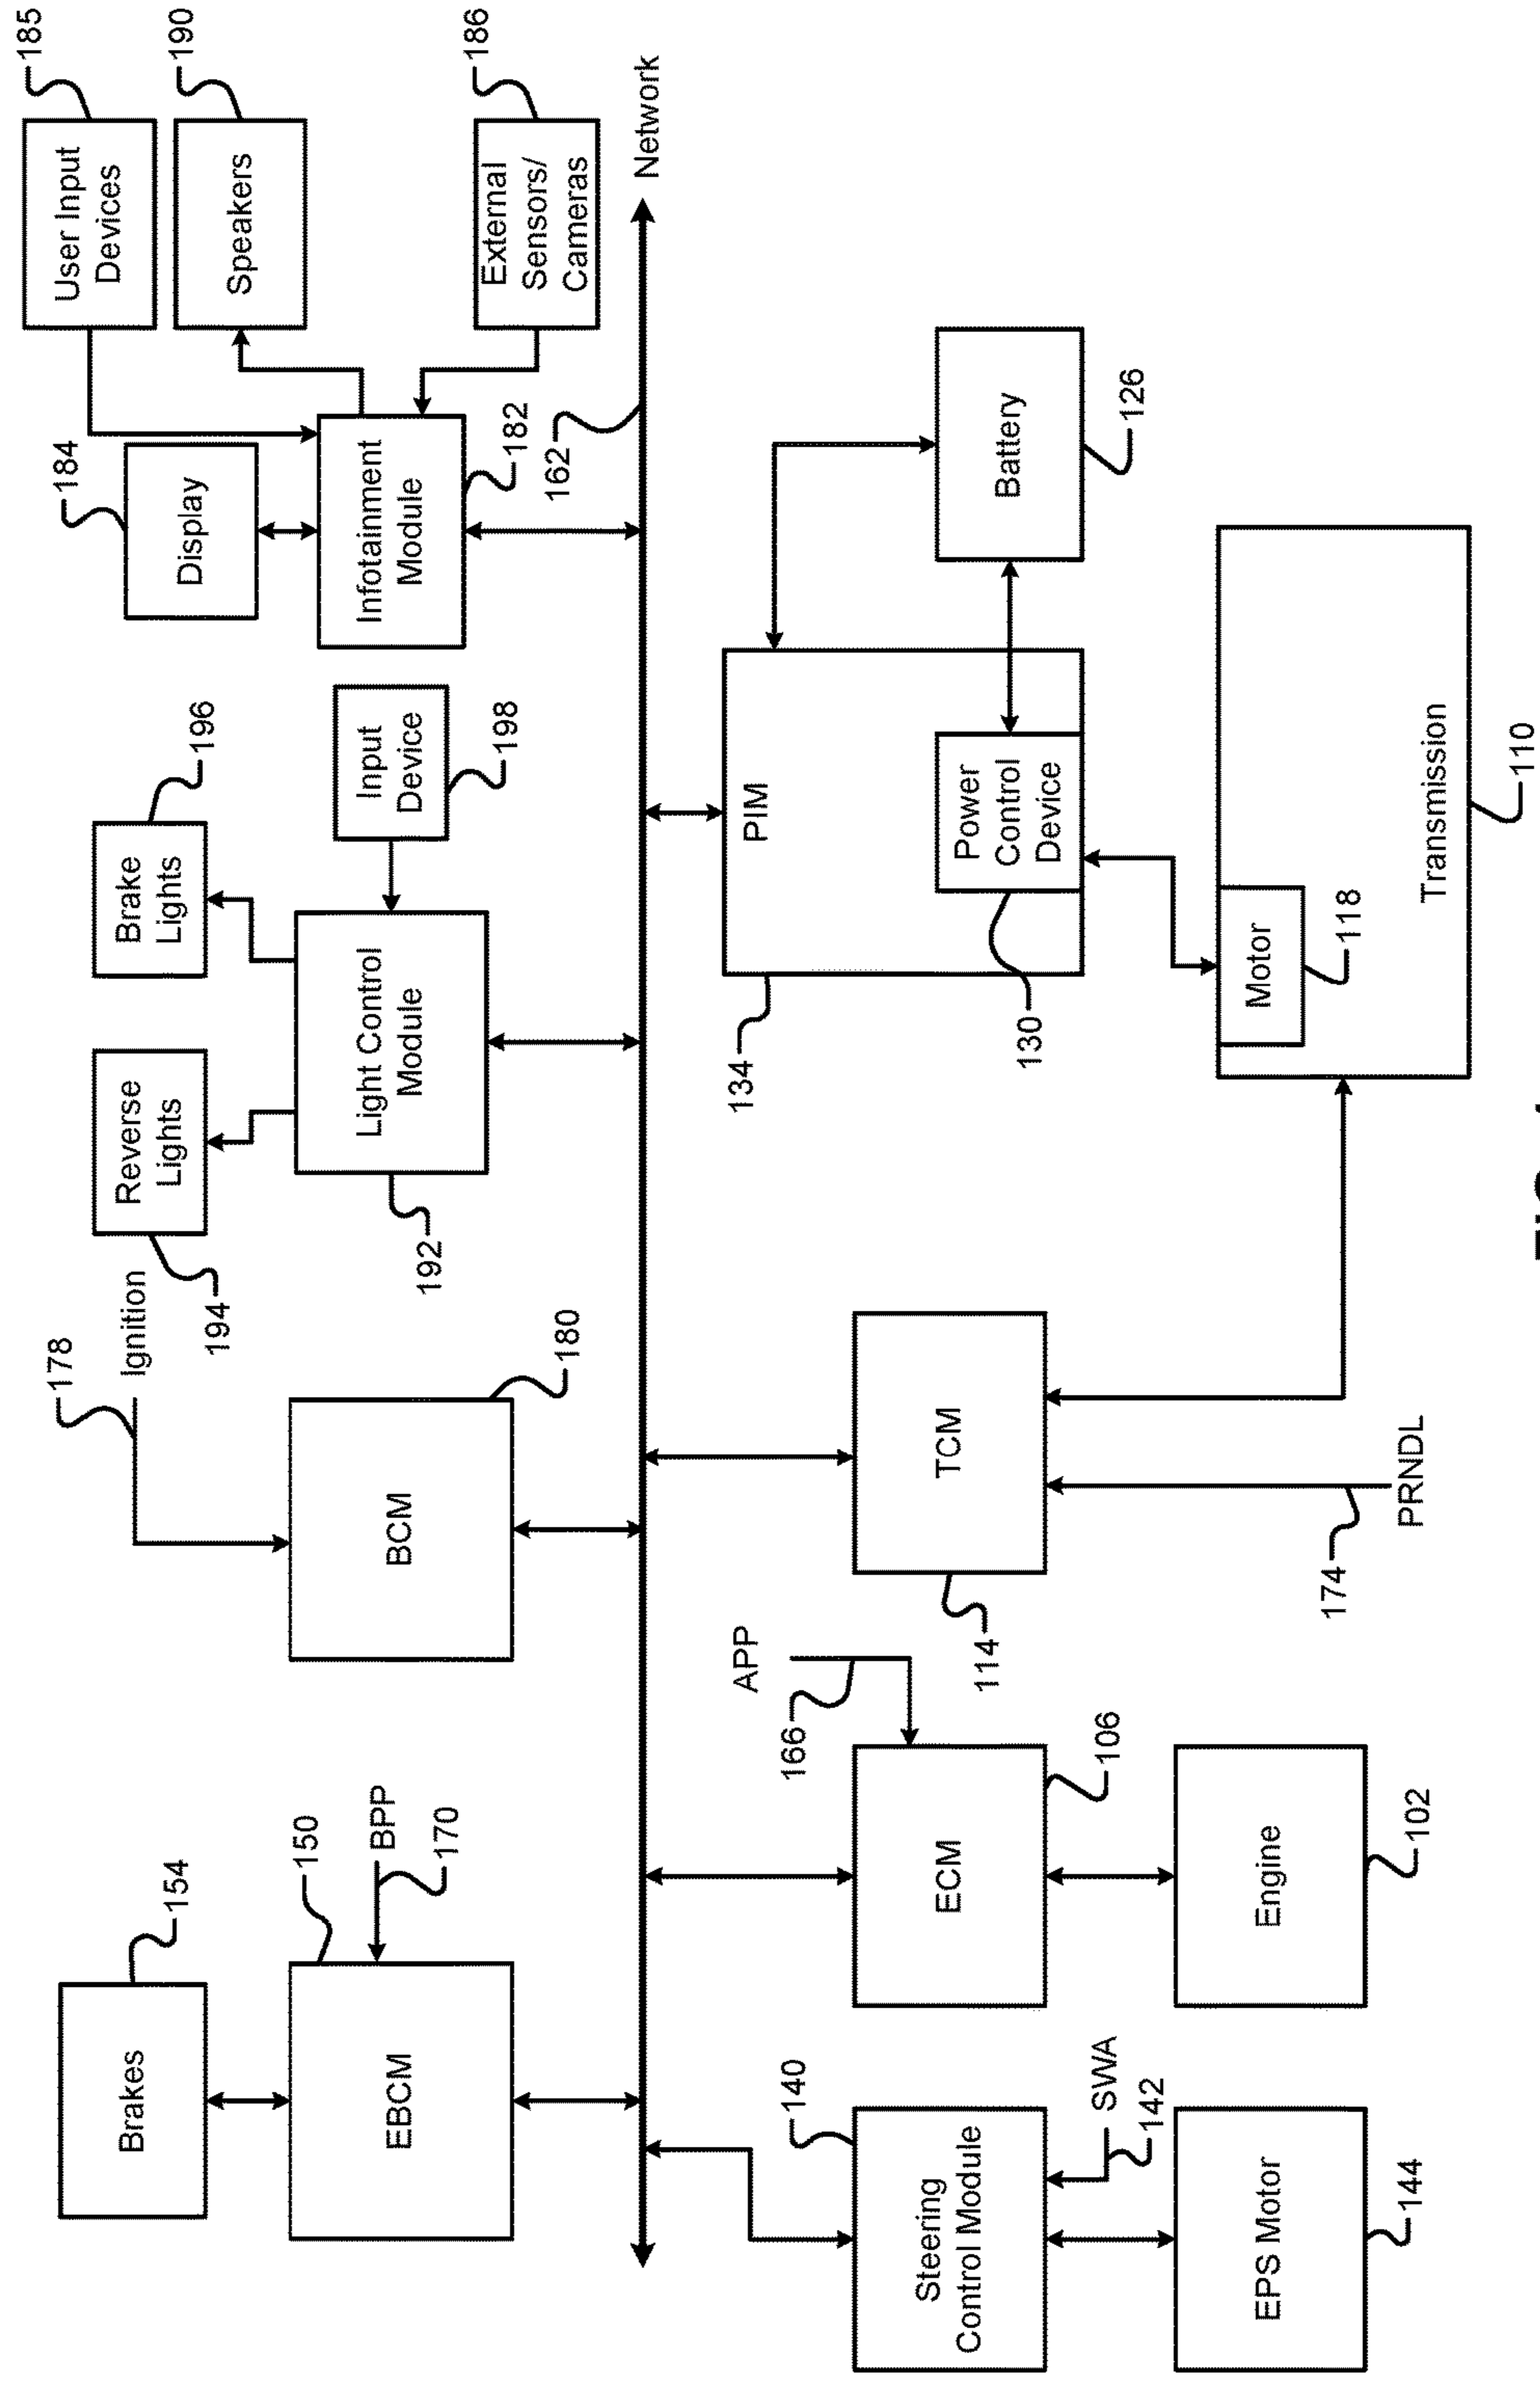 154
Brakes
150
EBCM
BPP
170
178
Ignition
BCM
180
194
Reverse
Lights
196
Brake
Lights
Light Control
Module
192
Input
Device
198
184
Display
Infotainment
Module
182
185
User Input
Devices
190
Speakers
186
External
Sensors/
Cameras
162
Network
140
Steering
Control Module
SWA
142
EPS Motor
144
APP
166
ECM
106
Engine
102
TCM
114
174
PRNDL
134
PIM
130
Power
Control
Device
Battery
126
Motor
118
Transmission
110